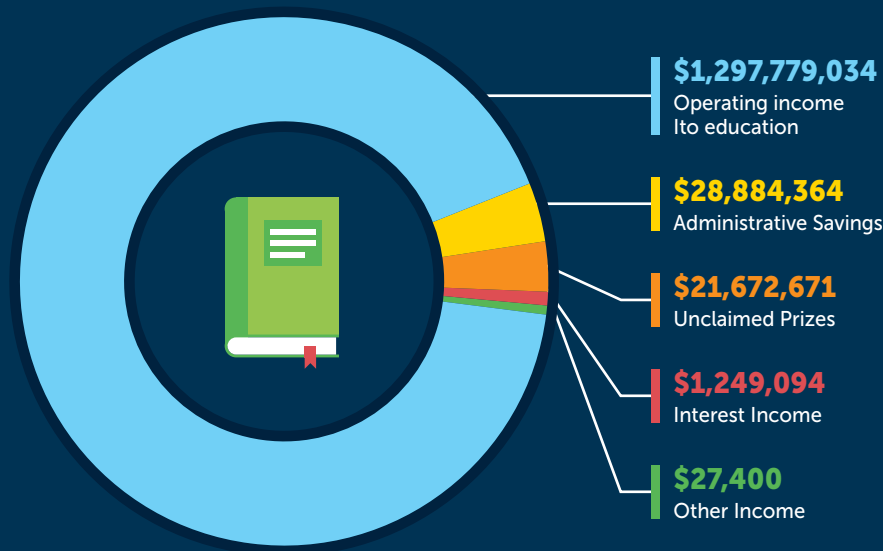 $1,297,779,034
Operating income
Ito education
$28,884,364
Administrative Savings
$21,672,671
Unclaimed Prizes
$1,249,094
Interest Income
$27,400
Other Income